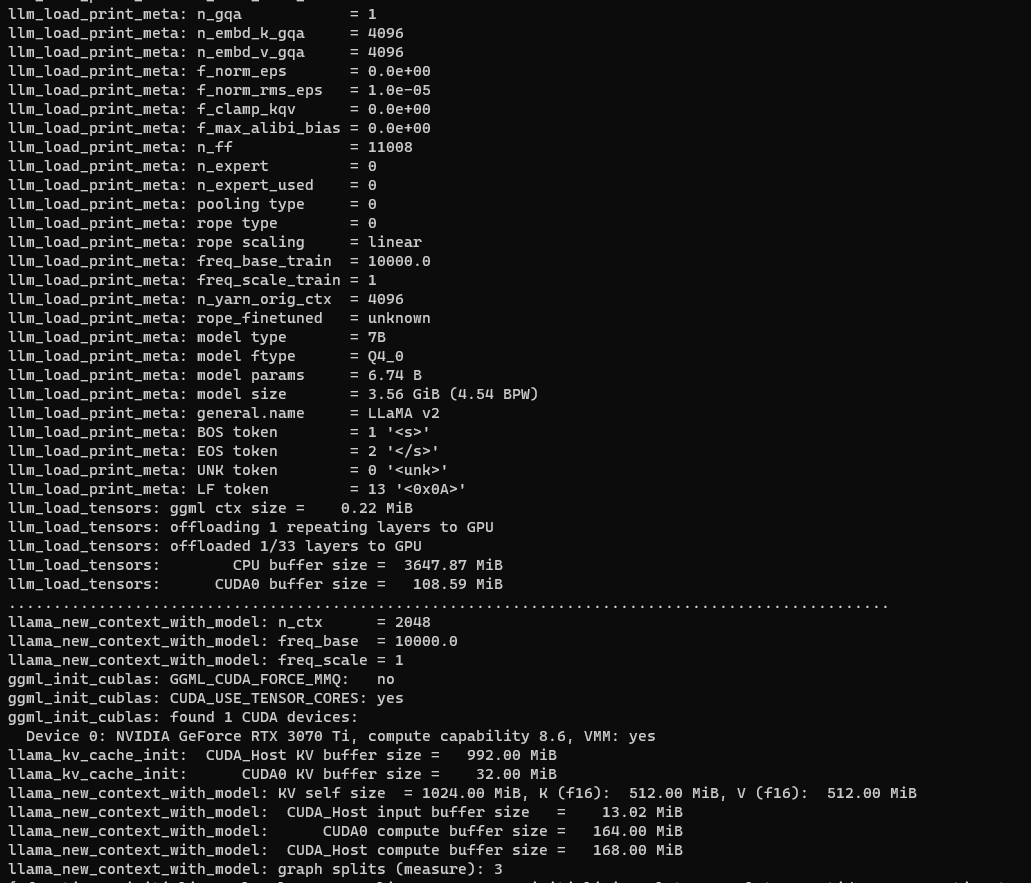 llm_load_print_meta: n_gqa            = 1
llm_load_print_meta: n_embd_k_gqa     = 4096
llm_load_print_meta: n_embd_v_gqa     = 4096
llm_load_print_meta: f_norm_eps       = 0.0e+00
llm_load_print_meta: f_norm_rms_eps   = 1.0e-05
llm_load_print_meta: f_clamp_kqv      = 0.0e+00
llm_load_print_meta: f_max_alibi_bias = 0.0e+00
llm_load_print_meta: n_ff             = 11008
llm_load_print_meta: n_expert         = 0
llm_load_print_meta: n_expert_used    = 0
llm_load_print_meta: pooling type     = 0
llm_load_print_meta: rope type        = 0
llm_load_print_meta: rope scaling     = linear
llm_load_print_meta: freq_base_train  = 10000.0
llm_load_print_meta: freq_scale_train = 1
llm_load_print_meta: n_yarn_orig_ctx  = 4096
llm_load_print_meta: rope_finetuned   = unknown
llm_load_print_meta: model type       = 7B
llm_load_print_meta: model ftype      = Q4_0
llm_load_print_meta: model params     = 6.74 B
llm_load_print_meta: model size       = 3.56 GiB (4.54 BPW)
llm_load_print_meta: general.name     = LLaMA v2
llm_load_print_meta: BOS token        = 1 '<s>'
llm_load_print_meta: EOS token        = 2 '</s>'
llm_load_print_meta: UNK token        = 0 '<unk>'
llm_load_print_meta: LF token         = 13 '<0x0A>'
llm_load_tensors: ggml ctx size =    0.22 MiB
llm_load_tensors: offloading 1 repeating layers to GPU
llm_load_tensors: offloaded 1/33 layers to GPU
llm_load_tensors:        CPU buffer size =  3647.87 MiB
llm_load_tensors:      CUDA0 buffer size =   108.59 MiB
..................................................................................................
llama_new_context_with_model: n_ctx      = 2048
llama_new_context_with_model: freq_base  = 10000.0
llama_new_context_with_model: freq_scale = 1
ggml_init_cublas: GGML_CUDA_FORCE_MMQ:   no
ggml_init_cublas: CUDA_USE_TENSOR_CORES: yes
ggml_init_cublas: found 1 CUDA devices:
  Device 0: NVIDIA GeForce RTX 3070 Ti, compute capability 8.6, VMM: yes
llama_kv_cache_init:  CUDA_Host KV buffer size =   992.00 MiB
llama_kv_cache_init:      CUDA0 KV buffer size =    32.00 MiB
llama_new_context_with_model: KV self size  = 1024.00 MiB, K (f16):  512.00 MiB, V (f16):  512.00 MiB
llama_new_context_with_model:  CUDA_Host input buffer size   =    13.02 MiB
llama_new_context_with_model:      CUDA0 compute buffer size =   164.00 MiB
llama_new_context_with_model:  CUDA_Host compute buffer size =   168.00 MiB
llama_new_context_with_model: graph splits (measure): 3